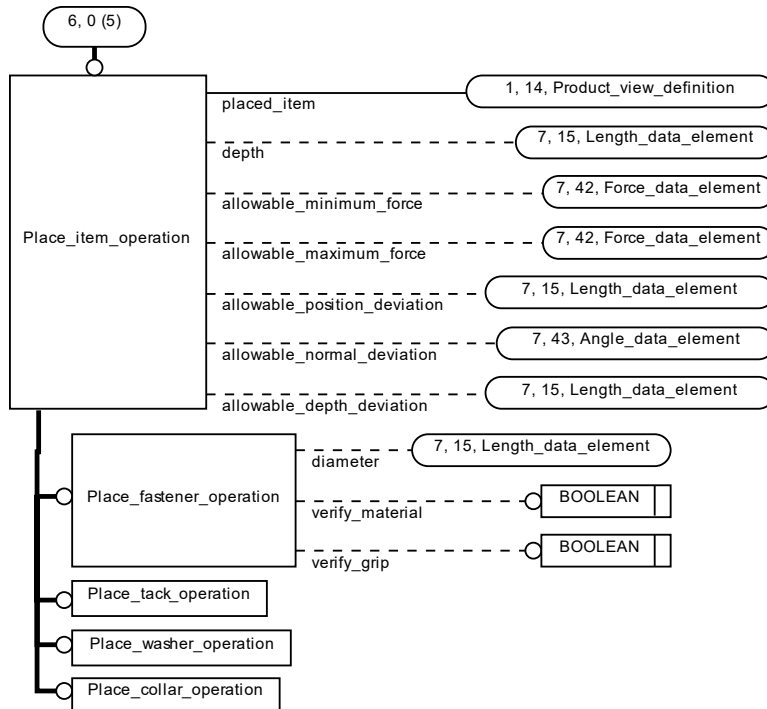 6, 0 (5)
1, 14, Product_view_definition
placed_item
7, 15, Length_data_element
depth
7, 42, Force_data_element
allowable_minimum_force
Place_item_operation
7, 42, Force_data_element
allowable_maximum_force
7, 15, Length_data_element
allowable_position_deviation
7, 43, Angle_data_element
allowable_normal_deviation
7, 15, Length_data_element
allowable_depth_deviation
7, 15, Length_data_element
diameter
Place_fastener_operation
BOOLEAN
verify_material
BOOLEAN
verify_grip
Place_tack_operation
Place_washer_operation
Place_collar_operation